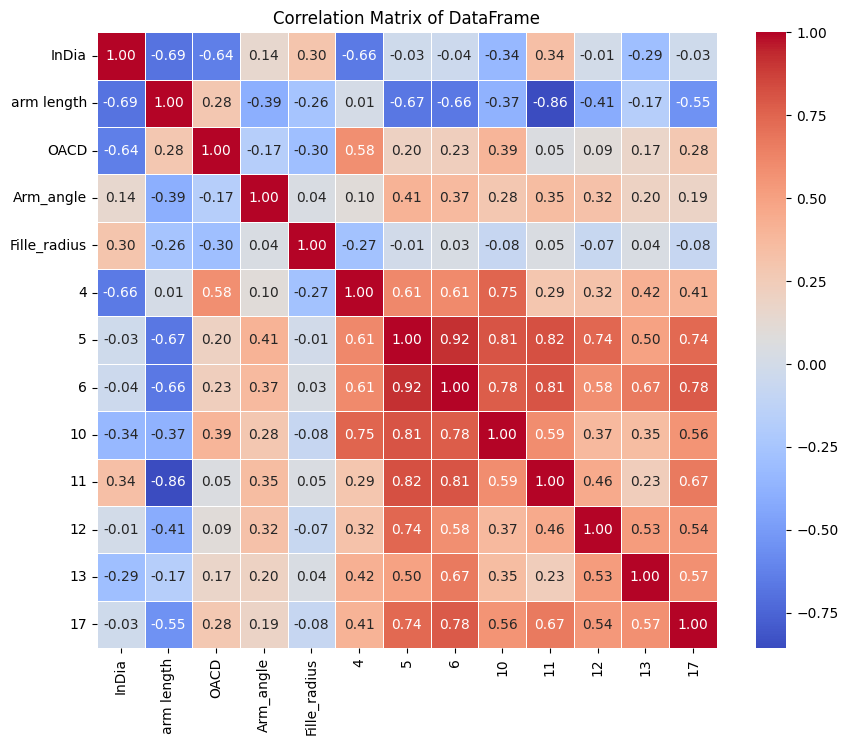 Correlation Matrix of DataFrame
InDia 1.00 -0.69 -0.64 0.14 0.30 -0.66 -0.03 -0.04 -0.34 0.34 -0.01 -0.29 -0.03
arm length -0.69 1.00 0.28 -0.39 -0.26 0.01 -0.67 -0.66 -0.37 -0.86 -0.41 -0.17 -0.55
OACD -0.64 0.28 1.00 -0.17 -0.30 0.58 0.20 0.23 0.39 0.05 0.09 0.17 0.28
Arm_angle 0.14 -0.39 -0.17 1.00 0.04 0.10 0.41 0.37 0.28 0.35 0.32 0.20 0.19
Fille_radius 0.30 -0.26 -0.30 0.04 1.00 -0.27 -0.01 0.03 -0.08 0.05 -0.07 0.04 -0.08
4 -0.66 0.01 0.58 0.10 -0.27 1.00 0.61 0.61 0.75 0.29 0.32 0.42 0.41
5 -0.03 -0.67 0.20 0.41 -0.01 0.61 1.00 0.92 0.81 0.82 0.74 0.50 0.74
6 -0.04 -0.66 0.23 0.37 0.03 0.61 0.92 1.00 0.78 0.81 0.58 0.67 0.78
10 -0.34 -0.37 0.39 0.28 -0.08 0.75 0.81 0.78 1.00 0.59 0.37 0.35 0.56
11 0.34 -0.86 0.05 0.35 0.05 0.29 0.82 0.81 0.59 1.00 0.46 0.23 0.67
12 -0.01 -0.41 0.09 0.32 -0.07 0.32 0.74 0.58 0.37 0.46 1.00 0.53 0.54
13 -0.29 -0.17 0.17 0.20 0.04 0.42 0.50 0.67 0.35 0.23 0.53 1.00 0.57
17 -0.03 -0.55 0.28 0.19 -0.08 0.41 0.74 0.78 0.56 0.67 0.54 0.57 1.00
InDia arm length OACD Arm_angle Fille_radius 4 5 6 10 11 12 13 17
1.00
0.75
0.50
0.25
0.00
−0.25
−0.50
−0.75